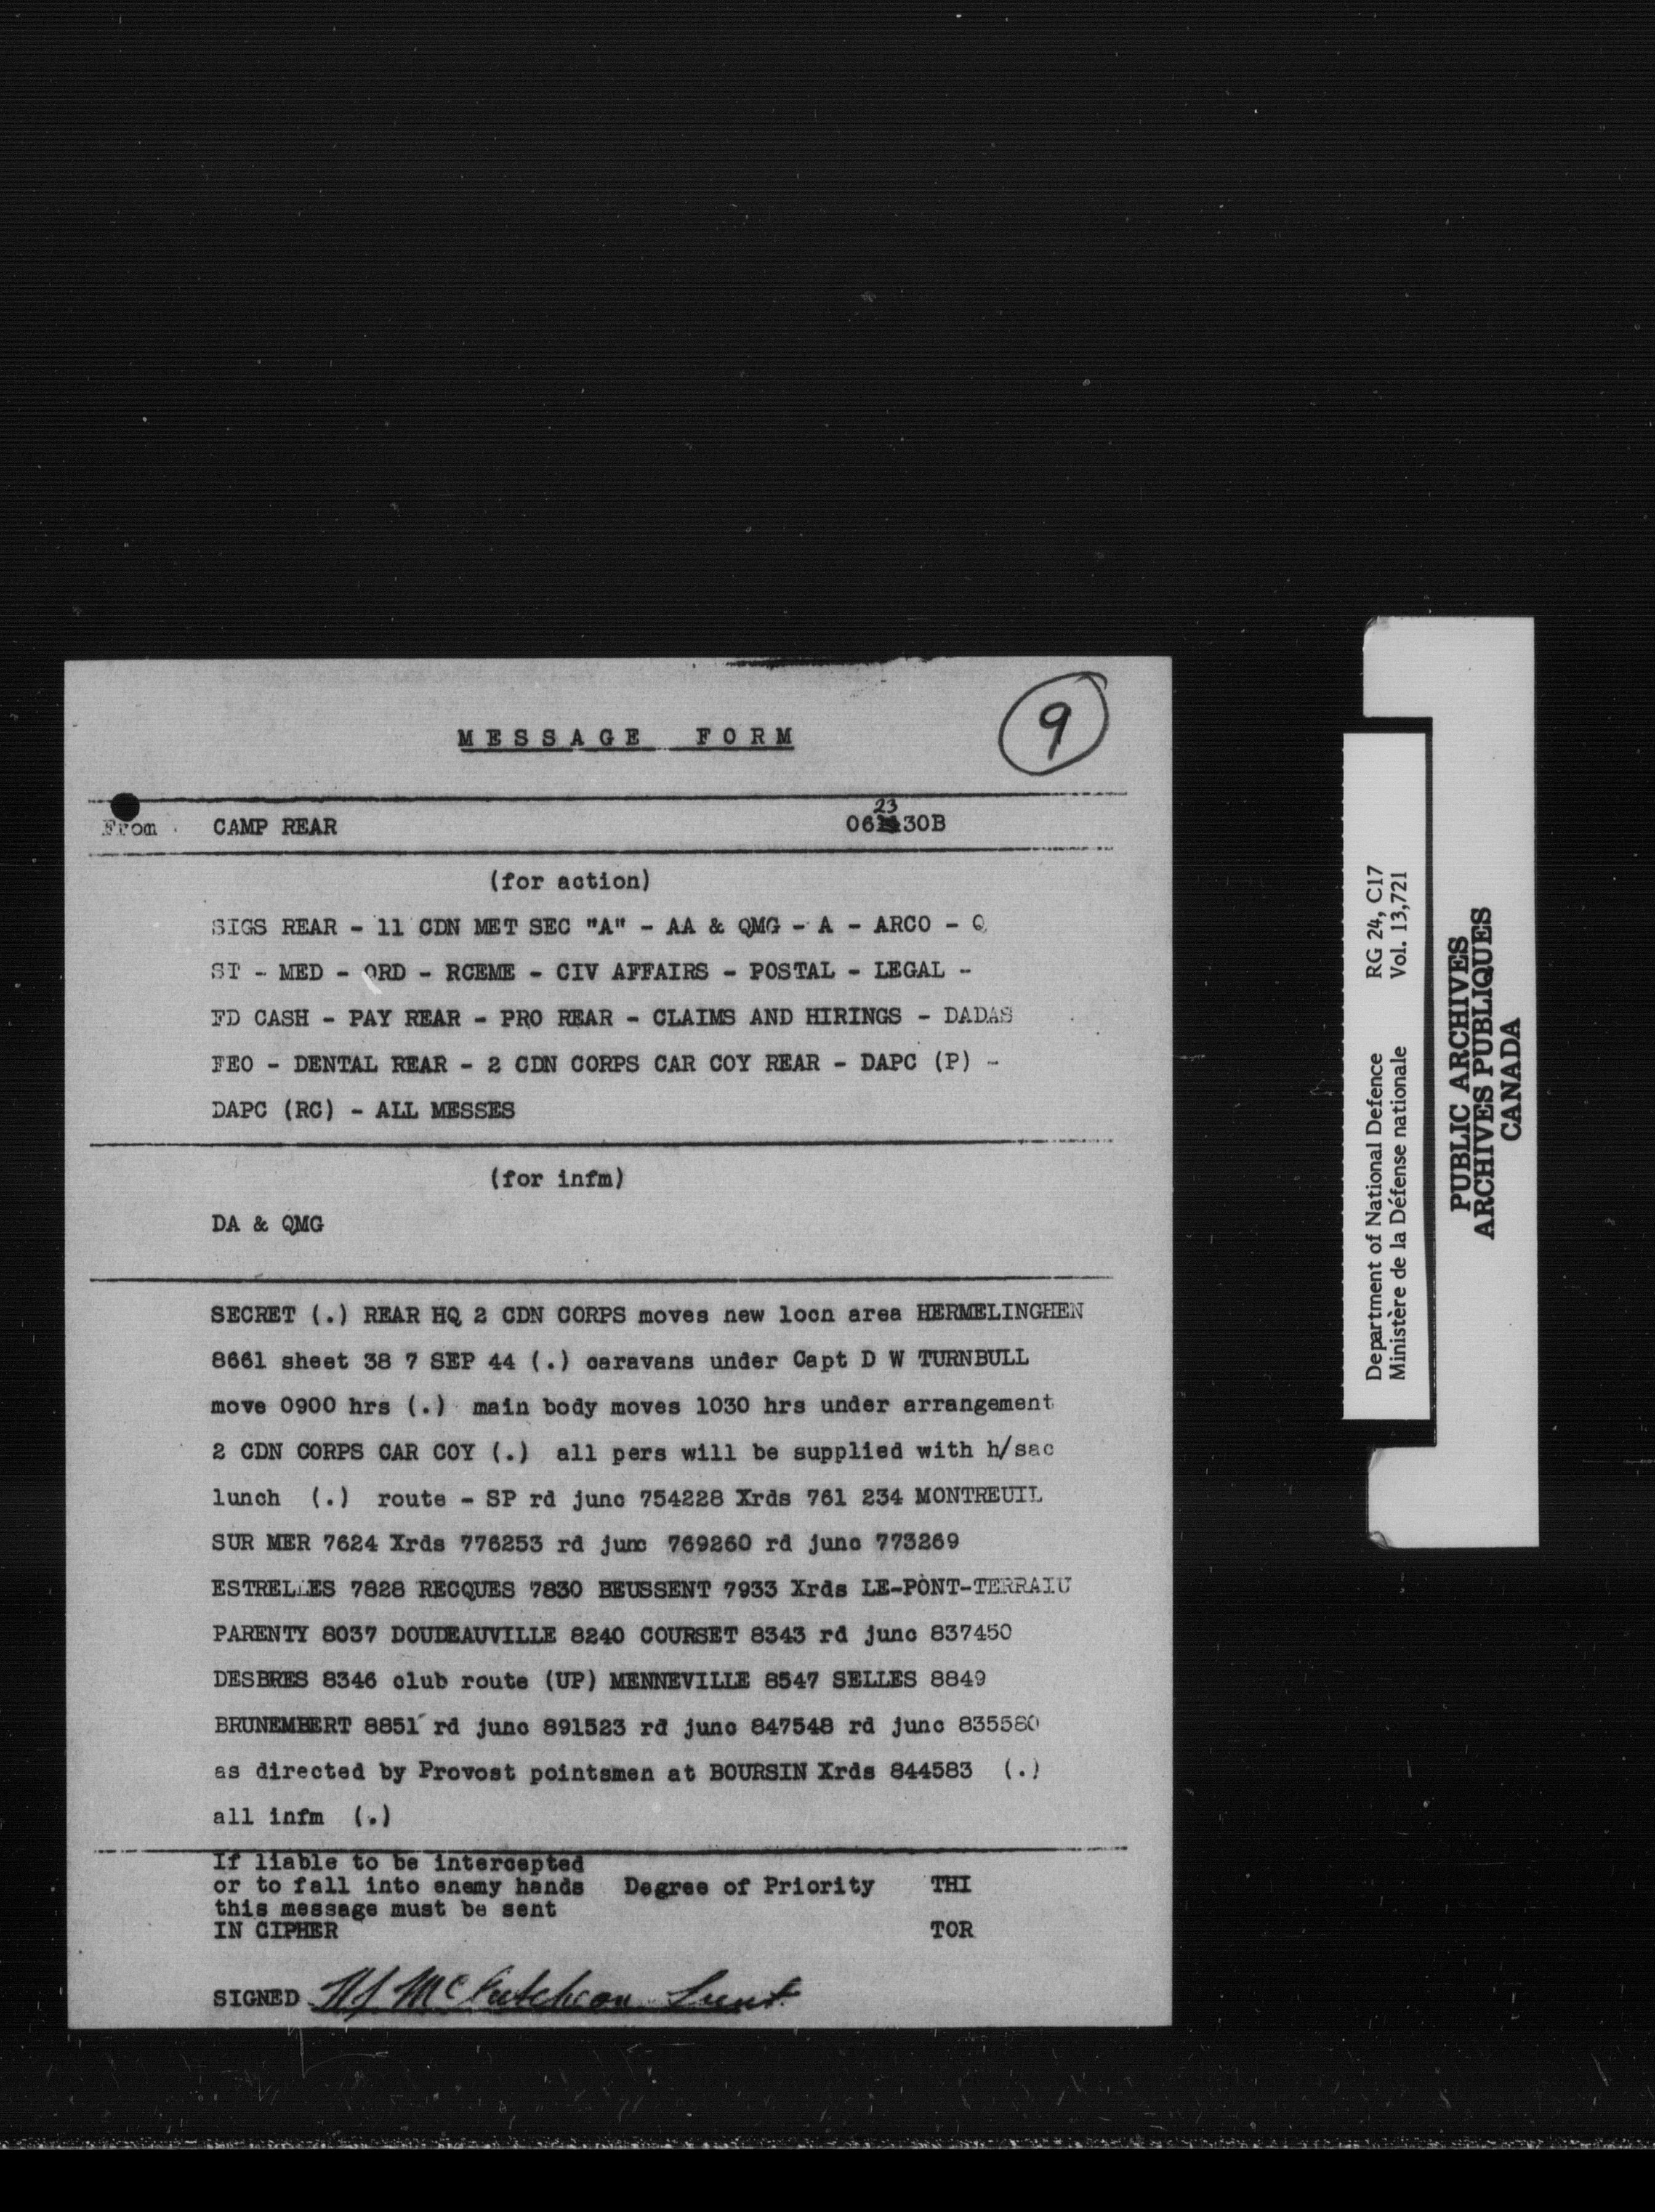 MESSAGE FORM
9
23
From CAMP REAR 06 30B
(for action)
SIGS REAR - 11 CDN MET SEC "A" - AA & QMG - A - ARCO - Q
ST - MED - ORD - RCEME - CIV AFFAIRS - POSTAL - LEGAL -
FD CASH - PAY REAR - PRO REAR - CLAIMS AND HIRINGS - DADAS
FEO - DENTAL REAR - 2 CDN CORPS CAR COY REAR - DAPC (P) -
DAPC (RC) - ALL MESSES
(for infm)
DA & QMG
SECRET (.) REAR HQ 2 CDN CORPS moves new locn area HERMELINGHEN
8661 sheet 38 7 SEP 44 (.) caravans under Capt D W TURNBULL
move 0900 hrs (.) main body moves 1030 hrs under arrangement
2 CDN CORPS CAR COY (.) all pers will be supplied with h/sac
lunch (.) route - SP rd junc 754228 Xrds 761 234 MONTREUIL
SUR MER 7624 Xrds 776253 rd junc 769260 rd junc 773269
ESTRELLES 7828 RECQUES 7830 BEUSSENT 7933 Xrds LE-PONT-TERRAIU
PARENTY 8037 DOUDEAUVILLE 8240 COURSET 8343 rd junc 837450
DESBRES 8346 club route (UP) MENNEVILLE 8547 SELLES 8849
BRUNEMBERT 8851 rd junc 891523 rd junc 847548 rd junc 835580
as directed by Provost pointsmen at BOURSIN Xrds 844583 (.)
all infm (.)
If liable to be intercepted
or to fall into enemy hands Degree of Priority THI
this message must be sent
IN CIPHER TOR
SIGNED McCutcheon Lieut.
Department of National Defence RG 24, C17
Ministère de la Défense nationale Vol. 13,721
PUBLIC ARCHIVES
ARCHIVES PUBLIQUES
CANADA